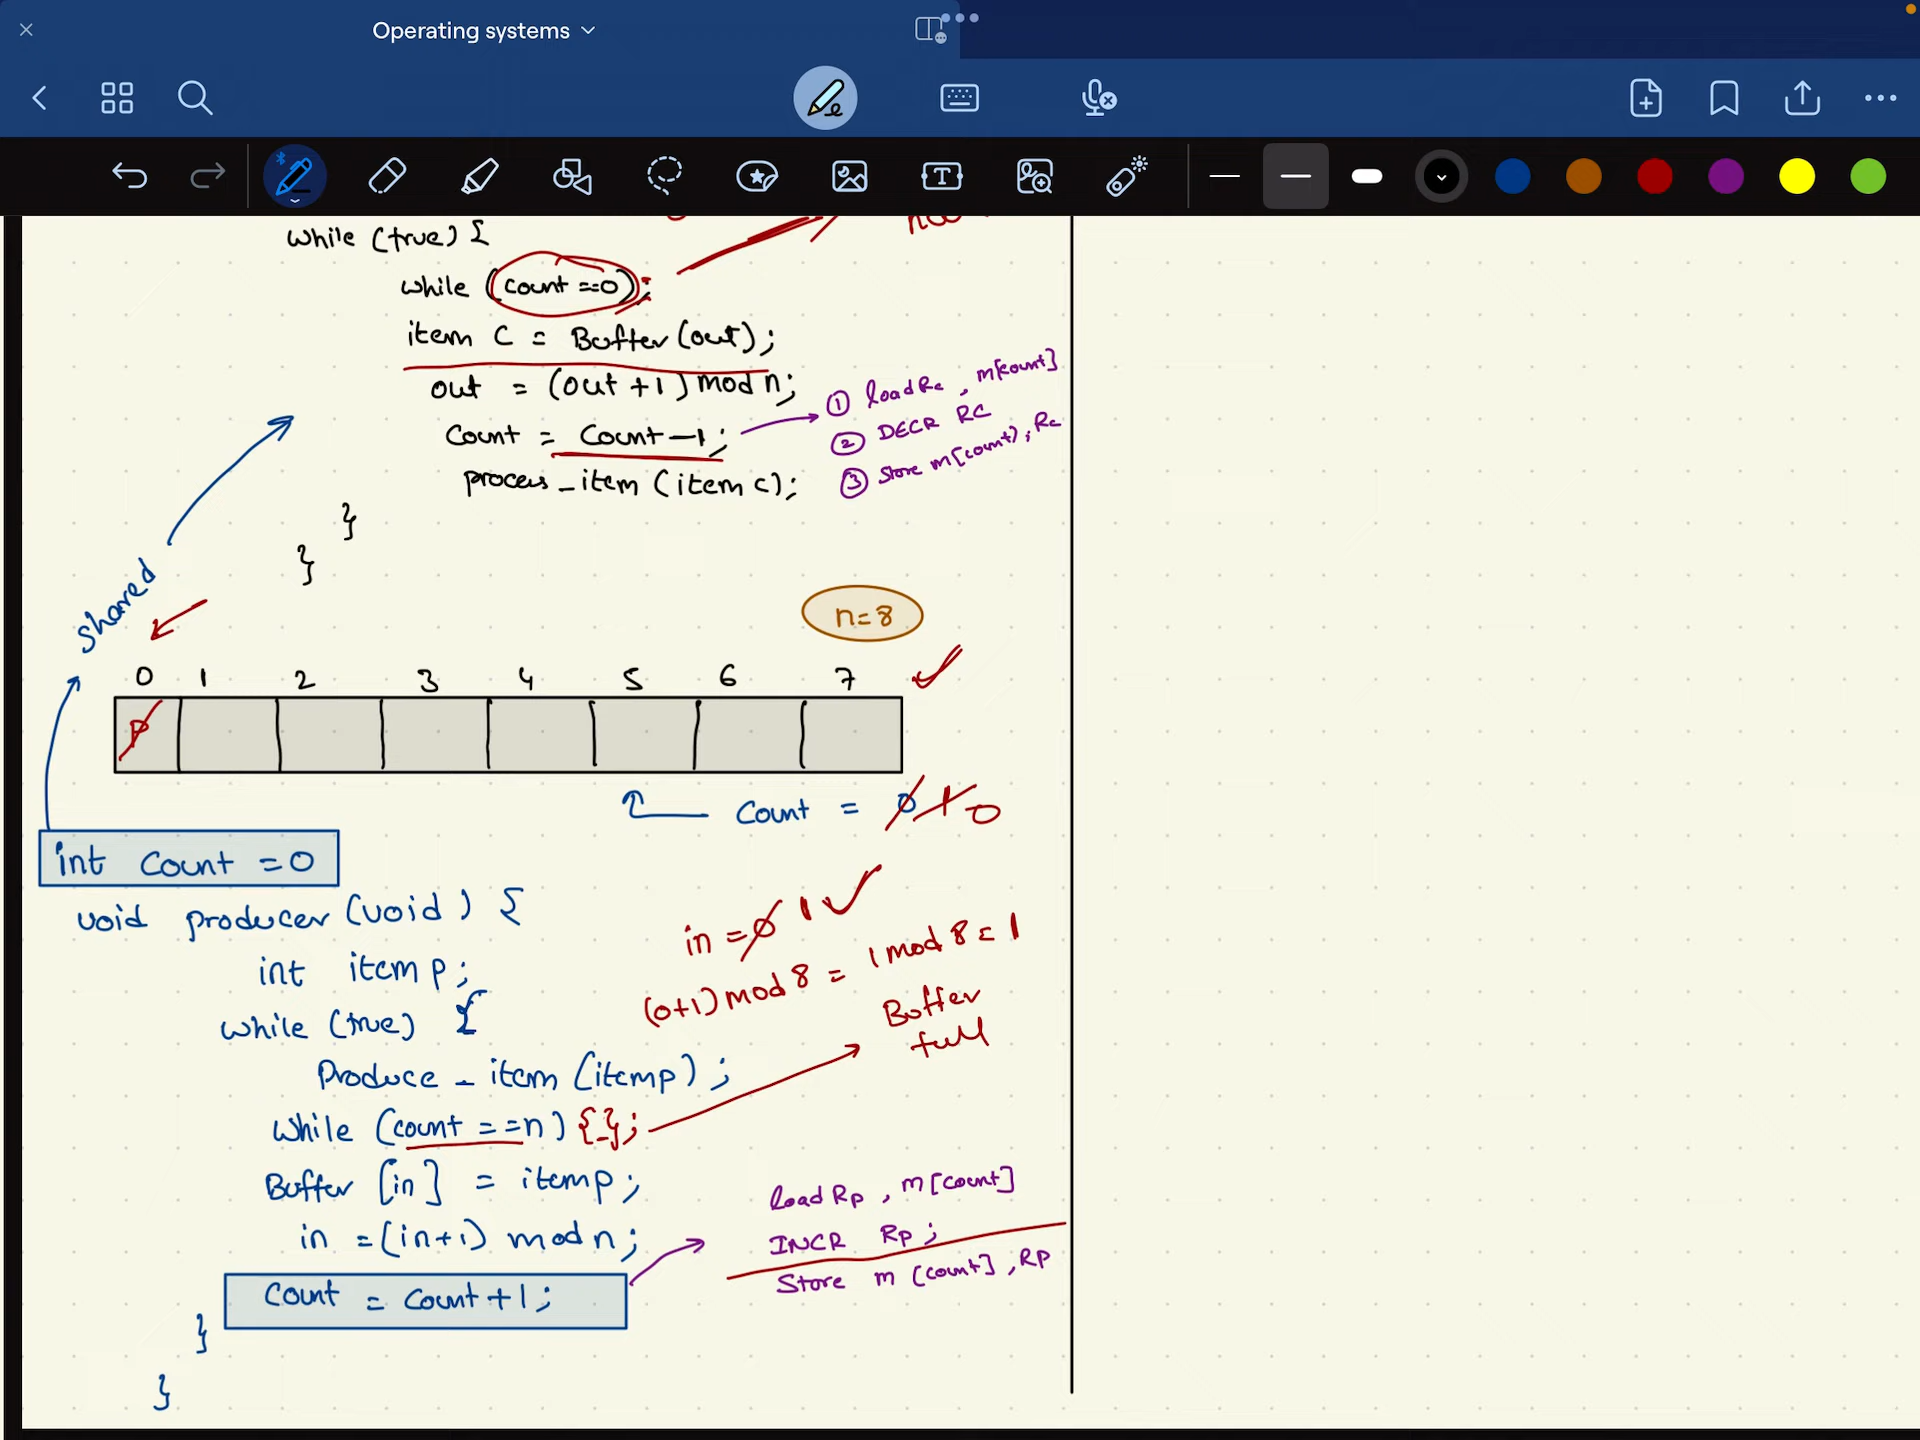 Operating systems
while (true) {
while (count ==0);
item C = Buffer (out);
out = (out +1) mod n;
Count = Count -1;
① load Rc, m[count]
② DECR RC
③ Store m[count), Rc
process_item (item c);
}
}
shared
n=8
0 1 2 3 4 5 6 7
P
Count = 0 1 0
int Count =0
void producer (void) {
in = 0 1
int item p;
(0+1) mod 8 = 1 mod 8 = 1
while (true) {
Buffer
full
Produce_item (itemp);
while (count ==n) {_};
Buffer [in] = itemp;
load Rp, m[count]
in =(in+1) mod n;
INCR Rp;
Store m [count], Rp
Count = Count +1;
}
}